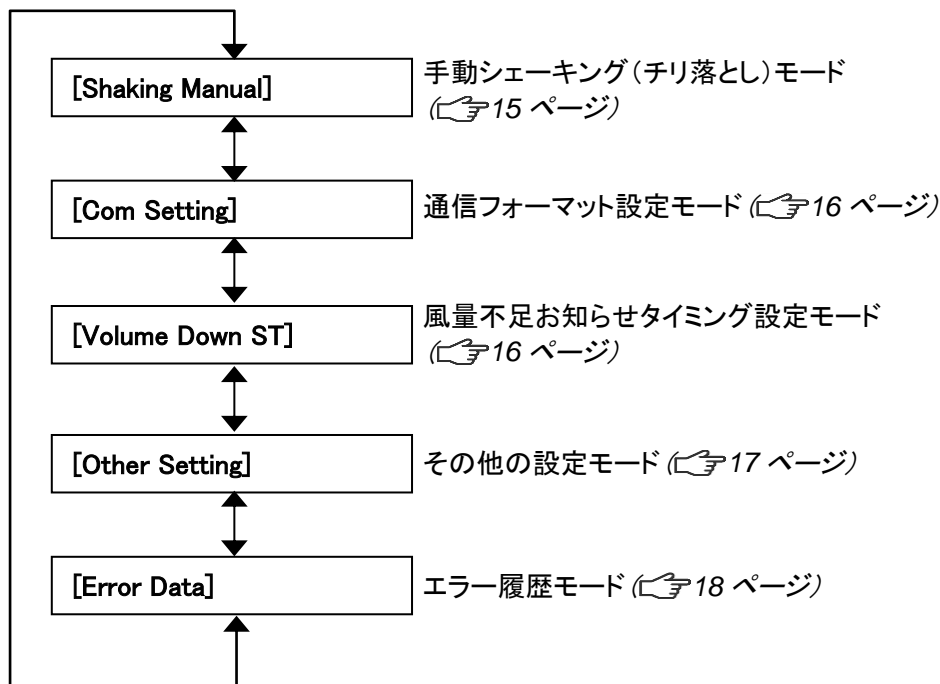 [Shaking Manual]
手動シェーキング（チリ落とし）モード
(15 ページ)
[Com Setting]
通信フォーマット設定モード (16 ページ)
[Volume Down ST]
風量不足お知らせタイミング設定モード
(16 ページ)
[Other Setting]
その他の設定モード (17 ページ)
[Error Data]
エラー履歴モード (18 ページ)